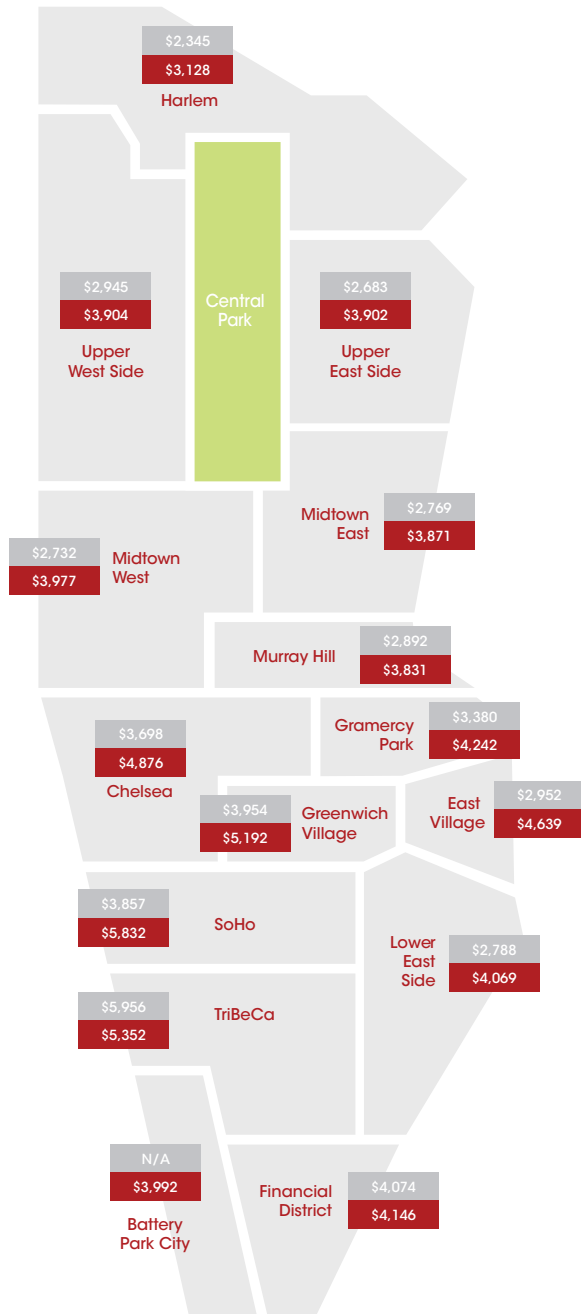 $2,345
$3,128
Harlem
$2,945
$3,904
Upper
West Side
Central
Park
$2,683
$3,902
Upper
East Side
Midtown
East
$2,769
$3,871
$2,732
$3,977
Midtown
West
Murray Hill
$2,892
$3,831
$3,698
$4,876
Chelsea
Gramercy
Park
$3,380
$4,242
$3,954
$5,192
Greenwich
Village
East
Village
$2,952
$4,639
$3,857
$5,832
SoHo
Lower
East
Side
$2,788
$4,069
$5,956
$5,352
TriBeCa
N/A
$3,992
Battery
Park City
Financial
District
$4,074
$4,146